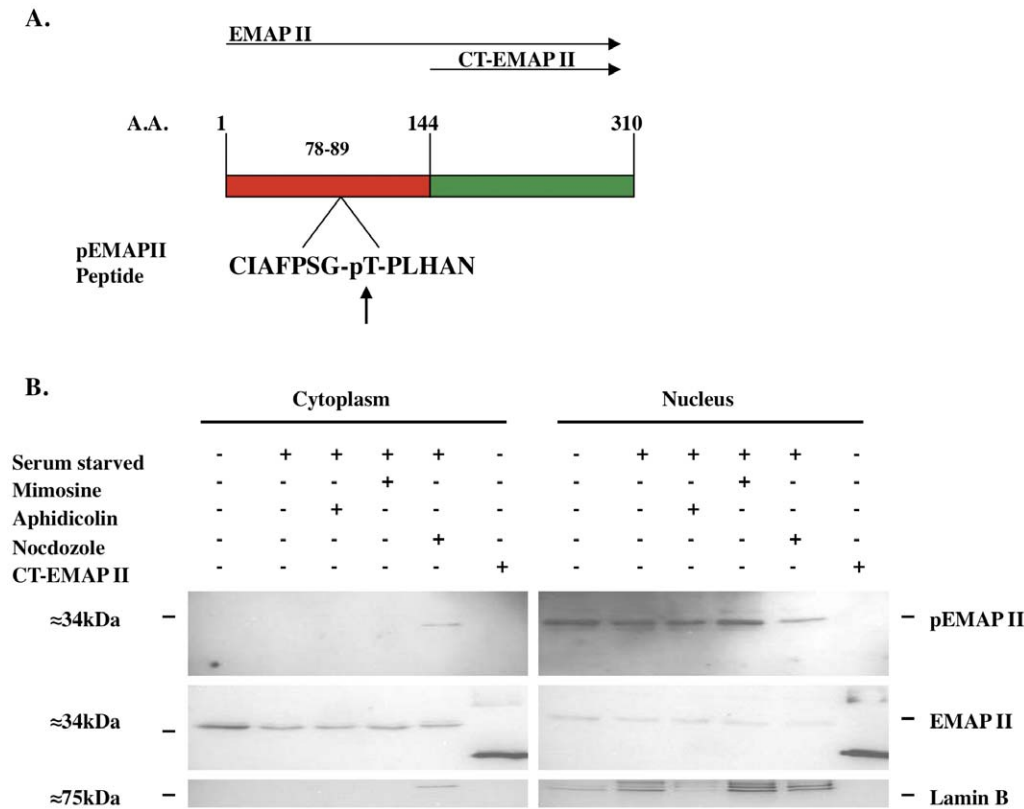 A.
EMAP II
CT-EMAP II
A.A. 1 144 310
78-89
pEMAPII
Peptide
CIAFPSG-pT-PLHAN
B.
Cytoplasm Nucleus
Serum starved - + + + + - - + + + + -
Mimosine - - - + - - - - - + - -
Aphidicolin - - + - - - - - + - - -
Nocdozole - - - - + - - - - - + -
CT-EMAP II - - - - - + - - - - - +
≈34kDa pEMAP II
≈34kDa EMAP II
≈75kDa Lamin B